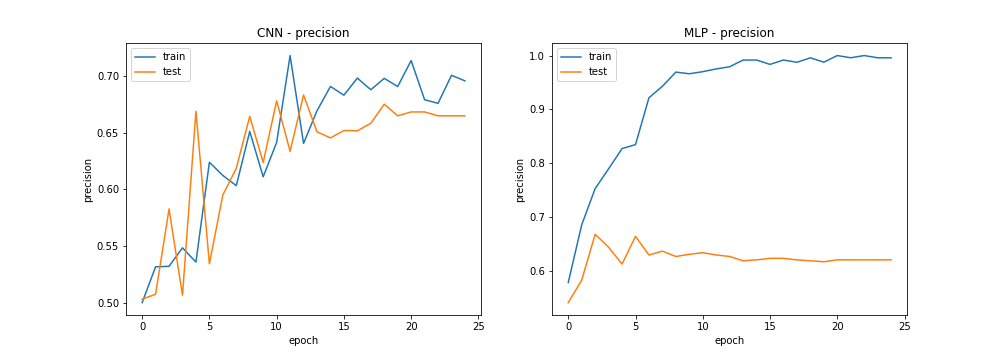 CNN - precision
train
test
precision
0.70
0.65
0.60
0.55
0.50
0 5 10 15 20 25
epoch
MLP - precision
train
test
precision
1.0
0.9
0.8
0.7
0.6
0 5 10 15 20 25
epoch